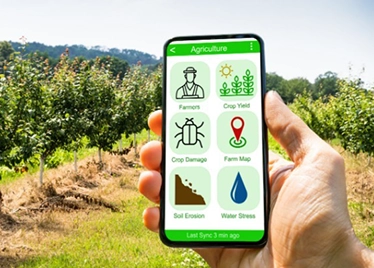 Agriculture
Farmers
Crop Yield
Crop Damage
Farm Map
Soil Erosion
Water Stress
Last Sync 3 min ago